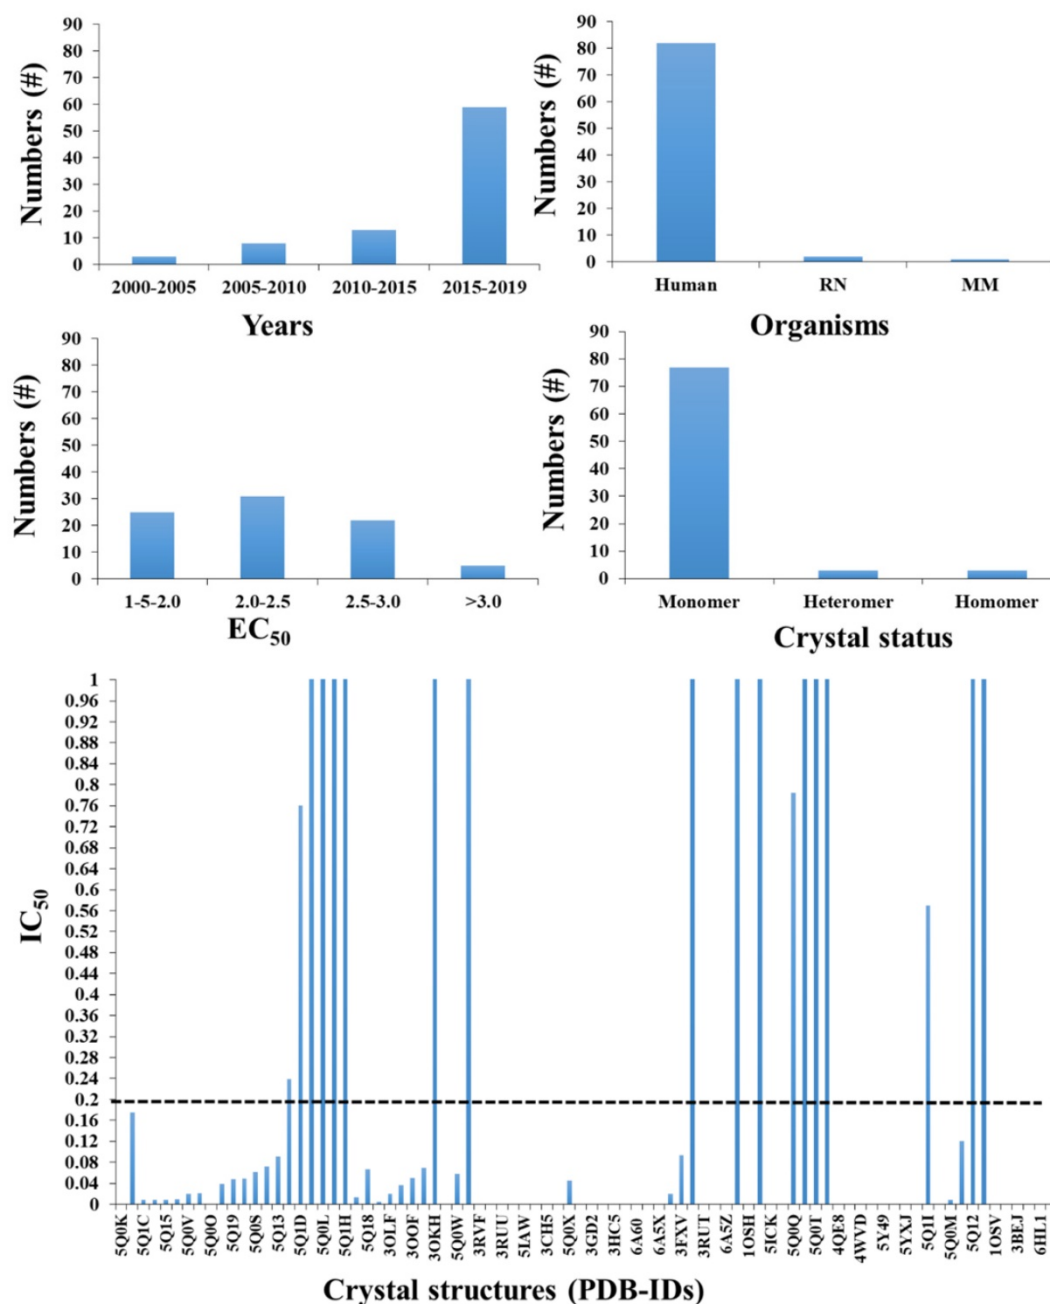 90
80
70
60
50
40
30
20
10
0
Numbers (#)
2000-2005 2005-2010 2010-2015 2015-2019
Years
90
80
70
60
50
40
30
20
10
0
Numbers (#)
Human RN MM
Organisms
90
80
70
60
50
40
30
20
10
0
Numbers (#)
1-5-2.0 2.0-2.5 2.5-3.0 >3.0
EC50
90
80
70
60
50
40
30
20
10
0
Numbers (#)
Monomer Heteromer Homomer
Crystal status
1
0.96
0.92
0.88
0.84
0.8
0.76
0.72
0.68
0.64
0.6
0.56
0.52
0.48
0.44
0.4
0.36
0.32
0.28
0.24
0.2
0.16
0.12
0.08
0.04
0
IC50
5Q0K
5Q1C
5Q15
5Q0V
5Q0O
5Q19
5Q0S
5Q13
5Q1D
5Q0L
5Q1H
5Q18
3OLF
3OOF
3OKH
5Q0W
3RVF
3RUU
5IAW
3CH5
5Q0X
3GD2
3HC5
6A60
6A5X
3FXV
3RUT
6A5Z
1OSH
5ICK
5Q0Q
5Q0T
4QE8
4WVD
5Y49
5YXJ
5Q1I
5Q0M
5Q12
1OSV
3BEJ
6HL1
Crystal structures (PDB-IDs)